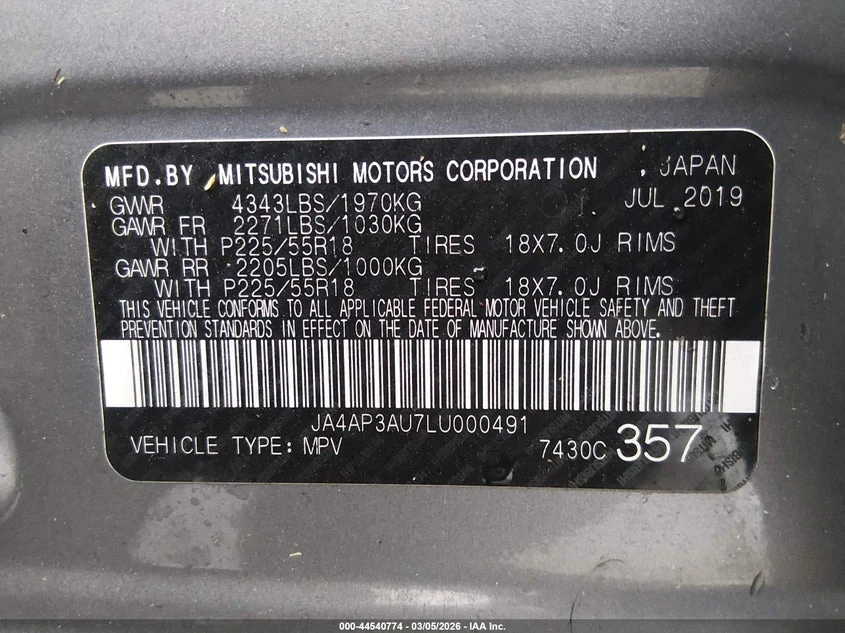 MFD.BY MITSUBISHI MOTORS CORPORATION JAPAN
GVWR 4343LBS/1970KG JUL.2019
GAWR FR 2271LBS/1030KG
WITH P225/55R18 TIRES 18X7.0J RIMS
GAWR RR 2205LBS/1000KG
WITH P225/55R18 TIRES 18X7.0J RIMS
THIS VEHICLE CONFORMS TO ALL APPLICABLE FEDERAL MOTOR VEHICLE SAFETY AND THEFT
PREVENTION STANDARDS IN EFFECT ON THE DATE OF MANUFACTURE SHOWN ABOVE.
JA4AP3AU7LU000491
VEHICLE TYPE:MPV 7430C 357
000-44540774 - 03/05/2026 - IAA Inc.